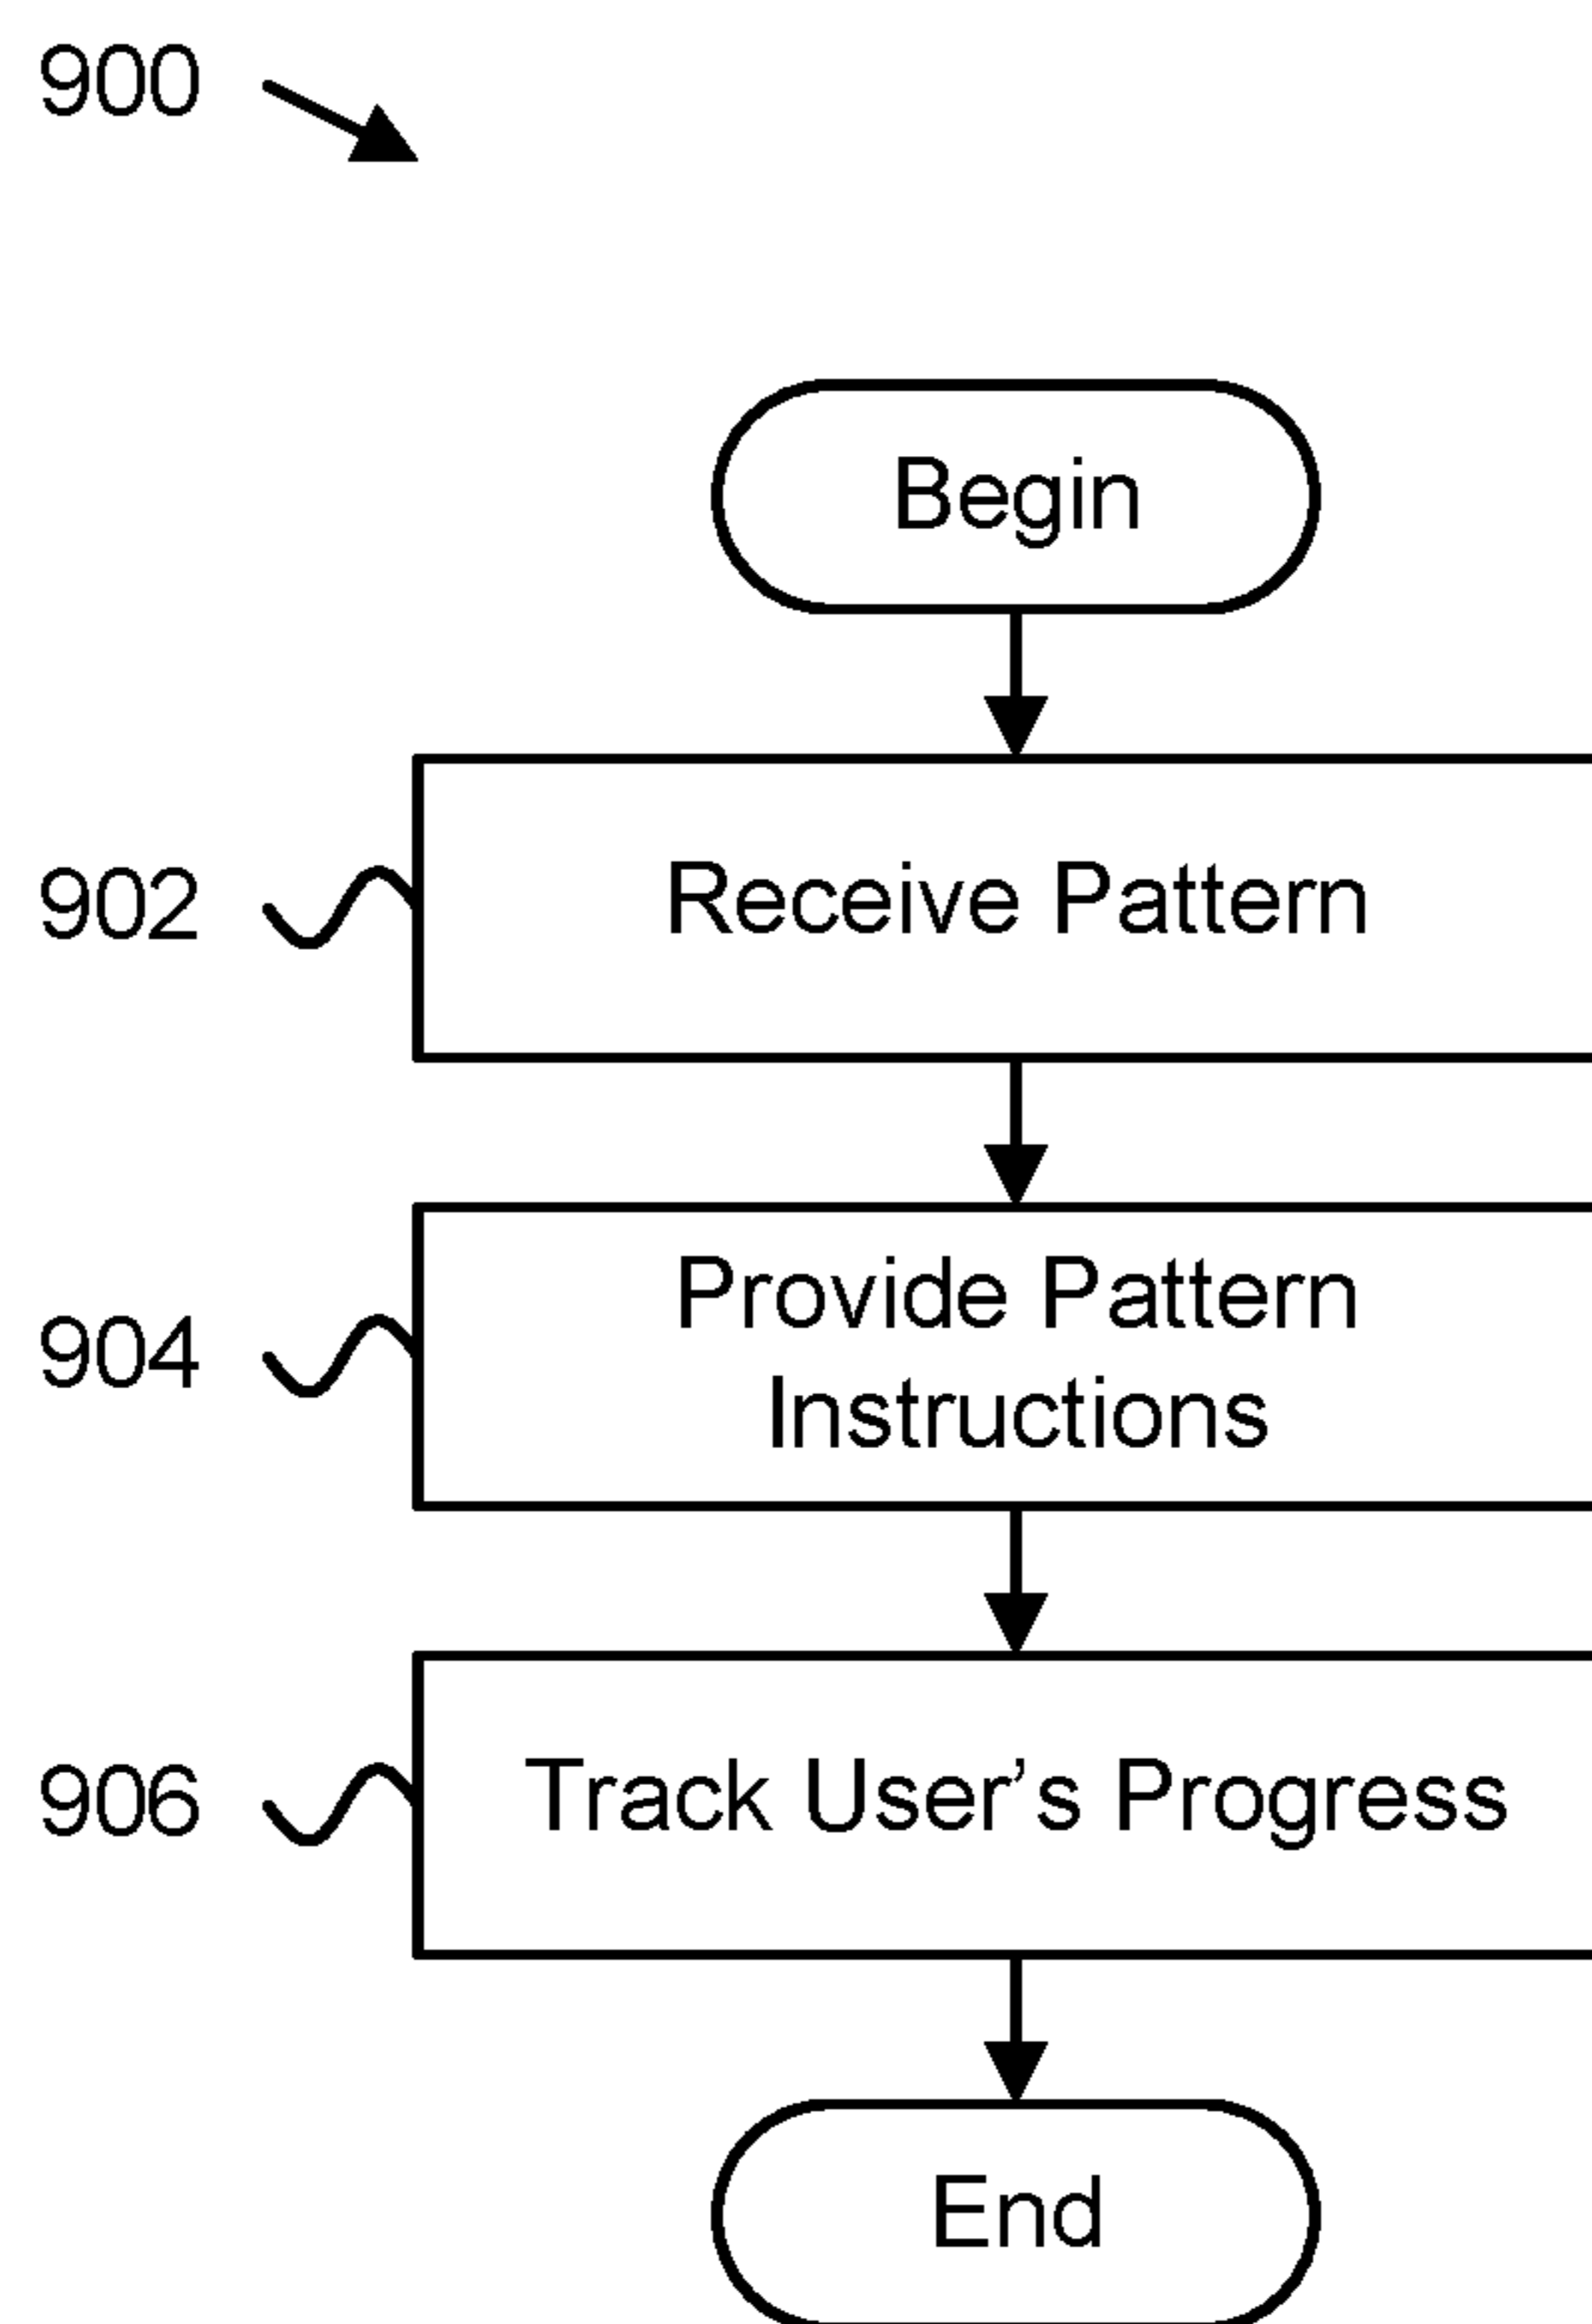 900
Begin
902
Receive Pattern
904
Provide Pattern
Instructions
906
Track User’s Progress
End